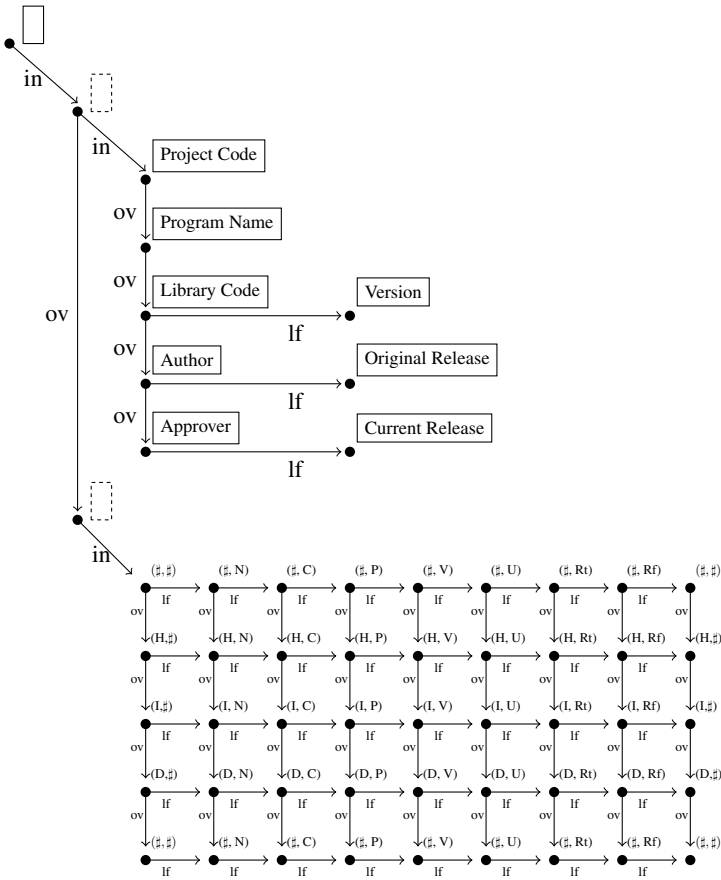 in
in
Project Code
ov
Program Name
ov
Library Code
Version
ov
lf
ov
Author
Original Release
lf
ov
Approver
Current Release
lf
in
(♯,♯) (♯, N) (♯, C) (♯, P) (♯, V) (♯, U) (♯, Rt) (♯, Rf) (♯,♯)
lf lf lf lf lf lf lf lf
ov ov ov ov ov ov ov ov ov
(H,♯) (H, N) (H, C) (H, P) (H, V) (H, U) (H, Rt) (H, Rf) (H,♯)
lf lf lf lf lf lf lf lf
ov ov ov ov ov ov ov ov ov
(I,♯) (I, N) (I, C) (I, P) (I, V) (I, U) (I, Rt) (I, Rf) (I,♯)
lf lf lf lf lf lf lf lf
ov ov ov ov ov ov ov ov ov
(D,♯) (D, N) (D, C) (D, P) (D, V) (D, U) (D, Rt) (D, Rf) (D,♯)
lf lf lf lf lf lf lf lf
ov ov ov ov ov ov ov ov ov
(♯,♯) (♯, N) (♯, C) (♯, P) (♯, V) (♯, U) (♯, Rt) (♯, Rf) (♯,♯)
lf lf lf lf lf lf lf lf